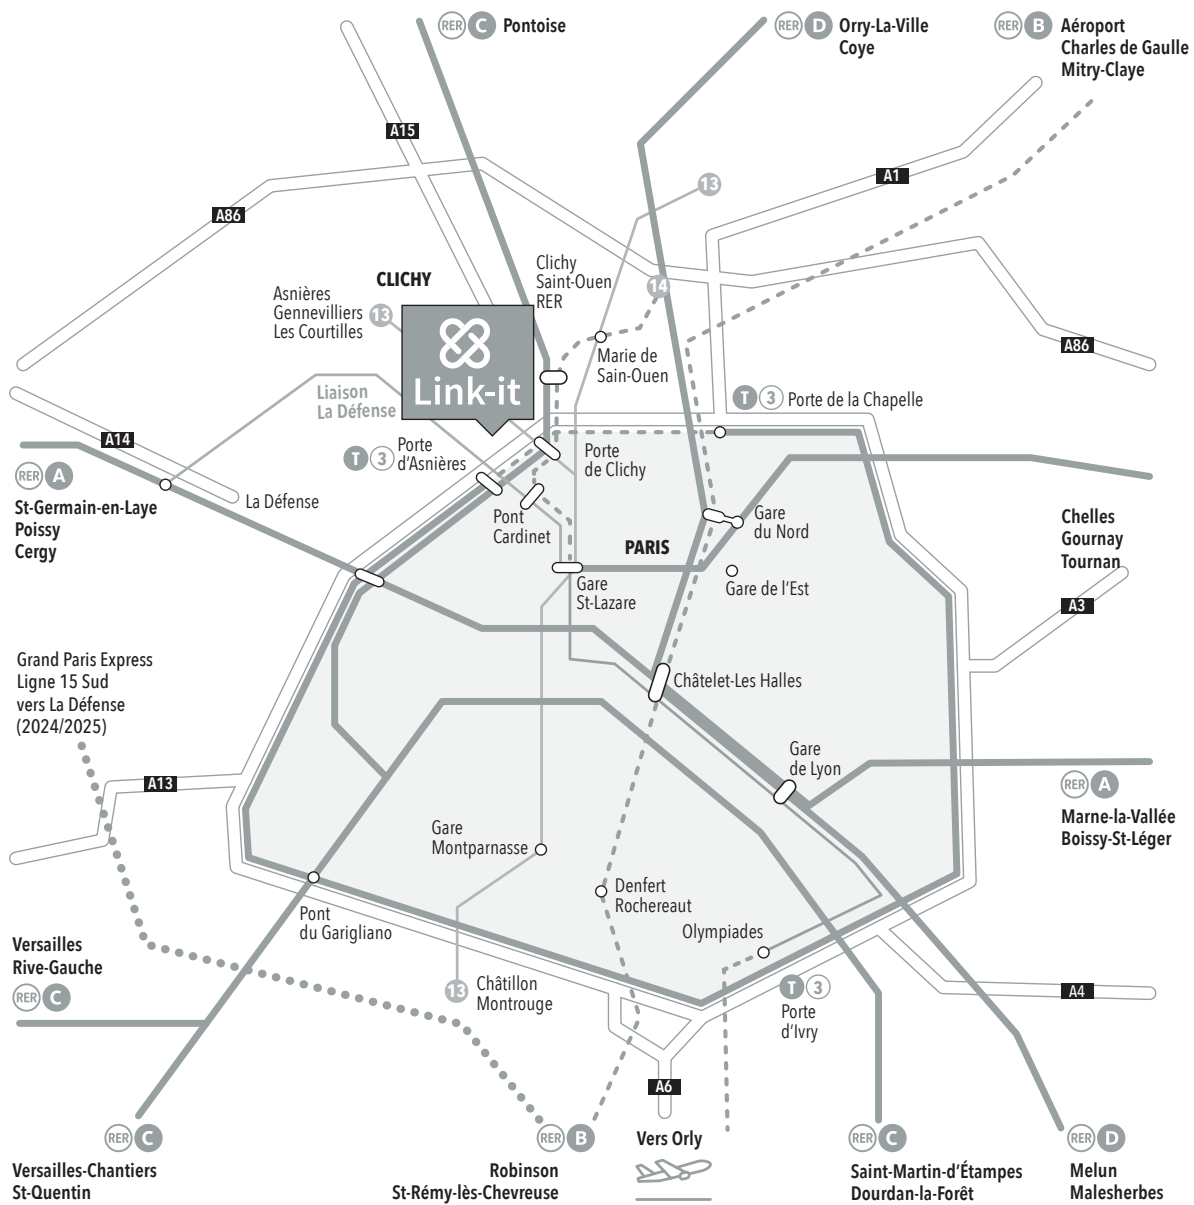 RER C Pontoise
RER D Orry-La-Ville
Coye
RER B Aéroport
Charles de Gaulle
Mitry-Claye
A15
A1
13
A86
CLICHY
Clichy
Saint-Ouen
RER
14
Asnières
Gennevilliers
Les Courtilles
13
Link-it
Marie de
Sain-Ouen
A86
Liaison
La Défense
T 3 Porte de la Chapelle
A14
T 3 Porte
d'Asnières
Porte
de Clichy
RER A
St-Germain-en-Laye
Poissy
Cergy
La Défense
Pont
Cardinet
PARIS
Gare
du Nord
Chelles
Gournay
Tournan
Gare
St-Lazare
Gare de l'Est
A3
Grand Paris Express
Ligne 15 Sud
vers La Défense
(2024/2025)
Châtelet-Les Halles
Gare
de Lyon
A13
RER A
Marne-la-Vallée
Boissy-St-Léger
Gare
Montparnasse
Denfert
Rochereaut
Pont
du Garigliano
Olympiades
Versailles
Rive-Gauche
RER C
13
Châtillon
Montrouge
T 3
Porte
d'Ivry
A4
A6
RER C
Versailles-Chantiers
St-Quentin
RER B
Robinson
St-Rémy-lès-Chevreuse
Vers Orly
RER C
Saint-Martin-d'Étampes
Dourdan-la-Forêt
RER D
Melun
Malesherbes